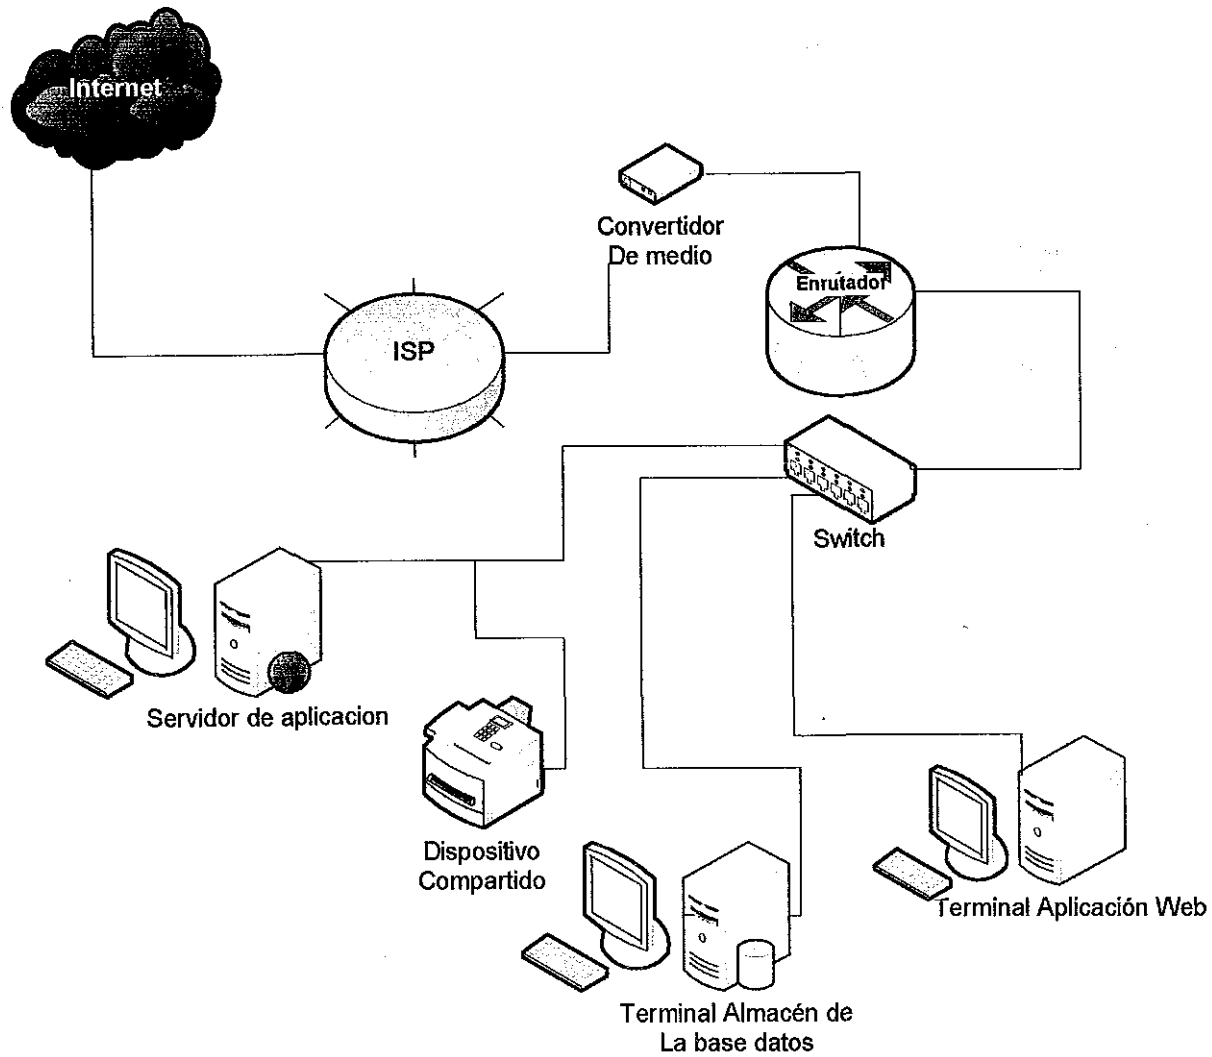 Internet
Convertidor
De medio
Enrutador
ISP
Switch
Servidor de aplicacion
Dispositivo
Compartido
Terminal Aplicación Web
Terminal Almacén de
La base datos